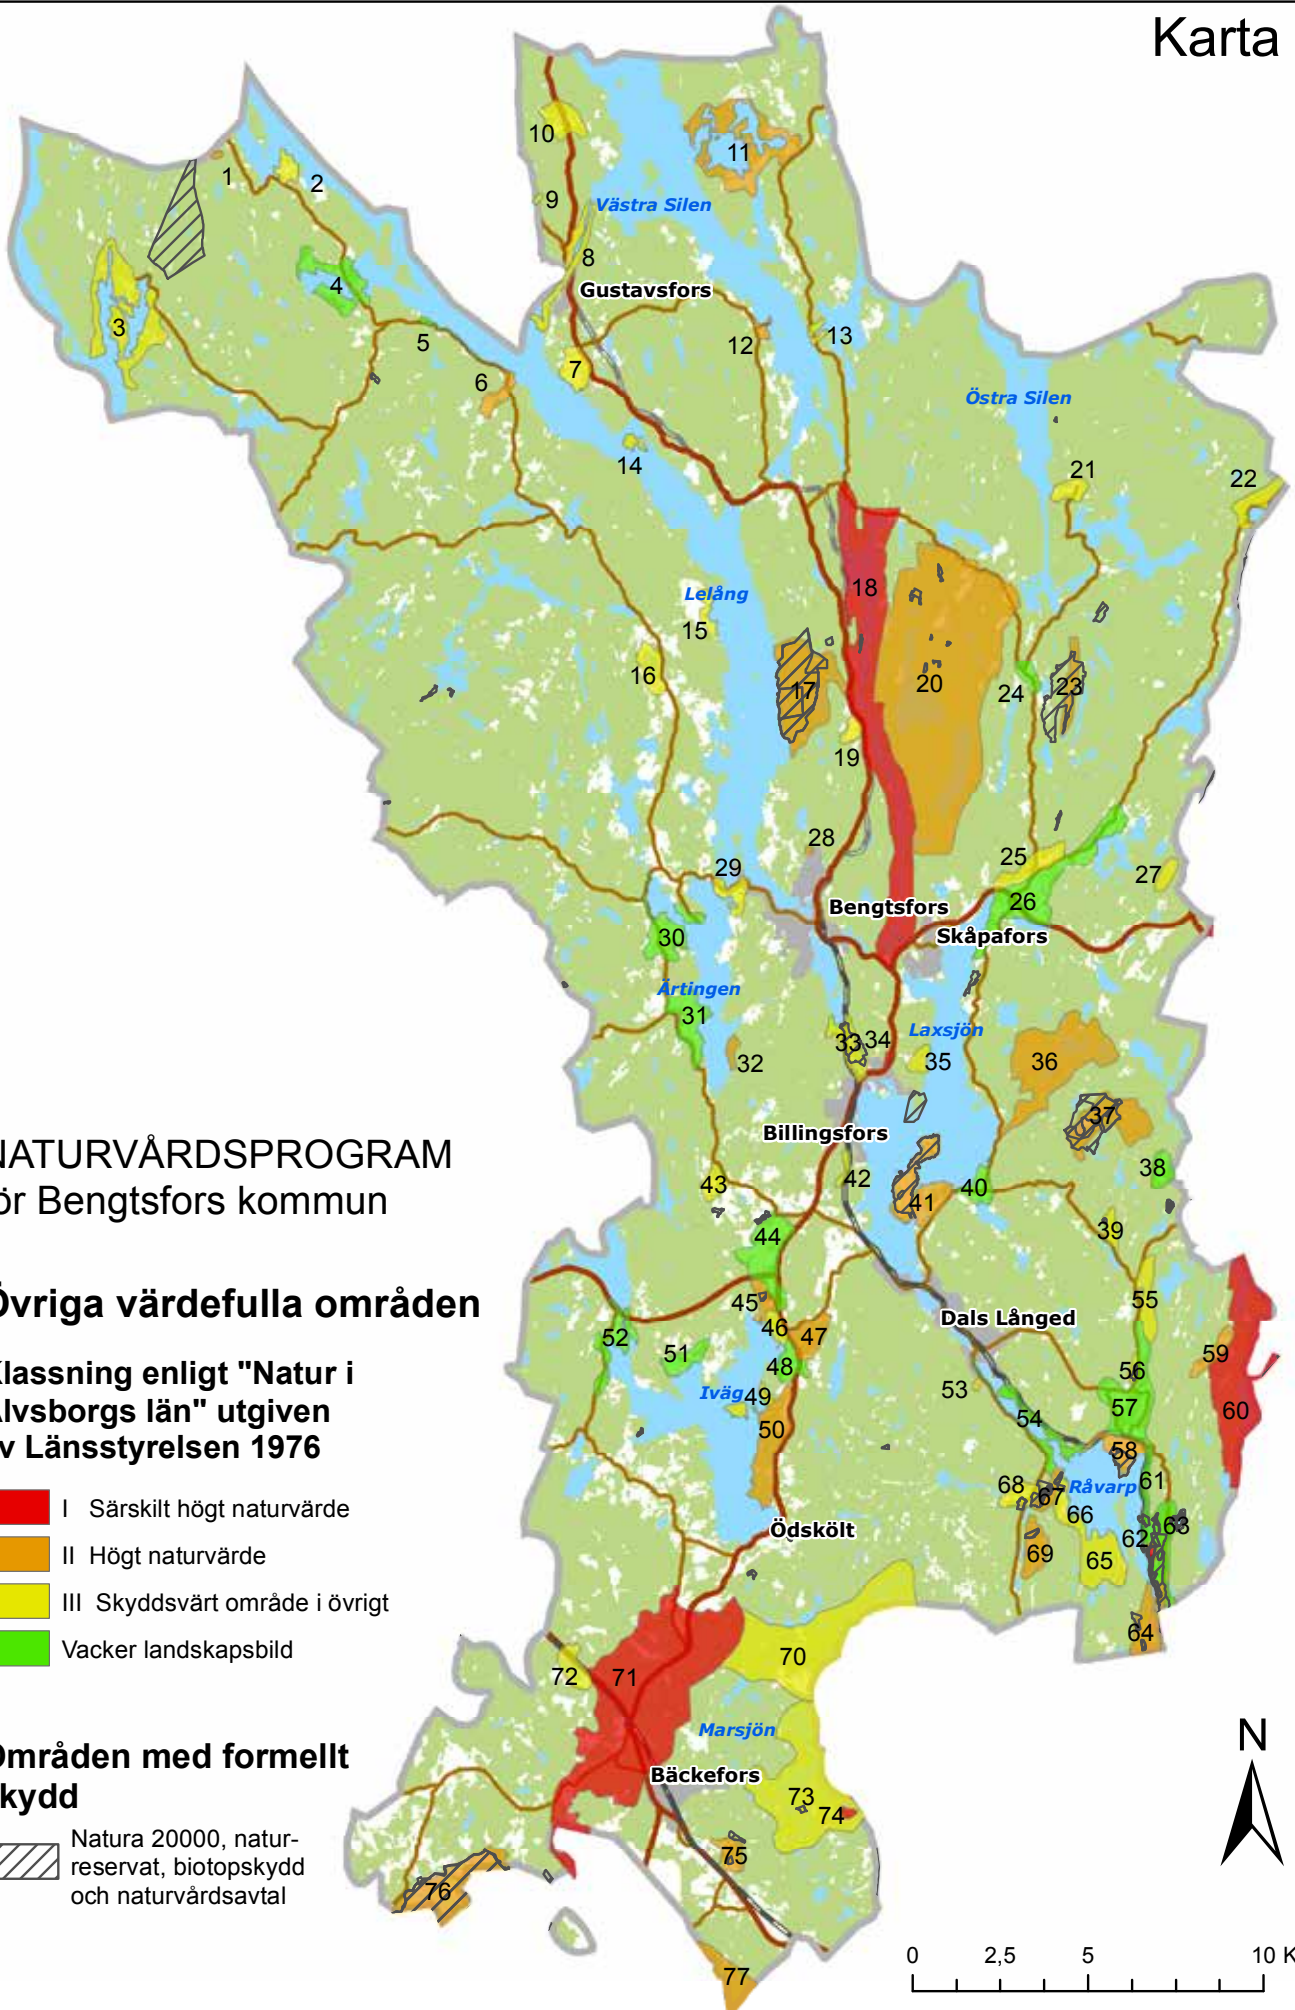 Karta
NATURVÅRDSPROGRAM
ör Bengtsfors kommun
Övriga värdefulla områden
Klassning enligt "Natur i
Älvsborgs län" utgiven
v Länsstyrelsen 1976
I Särskilt högt naturvärde
II Högt naturvärde
III Skyddsvärt område i övrigt
Vacker landskapsbild
Områden med formellt
kydd
Natura 20000, natur-
reservat, biotopskydd
och naturvårdsavtal
10
11
1
2
9
Västra Silen
8
4
Gustavsfors
3
5
12
13
7
6
Östra Silen
14
21
22
18
Lelång
15
16
17
20
24
23
19
28
25
29
27
26
Bengtsfors
30
Skåpafors
Ärtingen
31
Laxsjön
33
34
32
35
36
37
Billingsfors
38
43
42
40
41
39
44
45
55
46
47
Dals Långed
52
51
48
59
56
Iväg
49
53
57
60
50
54
58
61
68
67
Råvarp
66
Ödskölt
62
63
69
65
64
70
72
71
Marsjön
Bäckefors
73
74
75
76
77
N
0 2,5 5 10 K